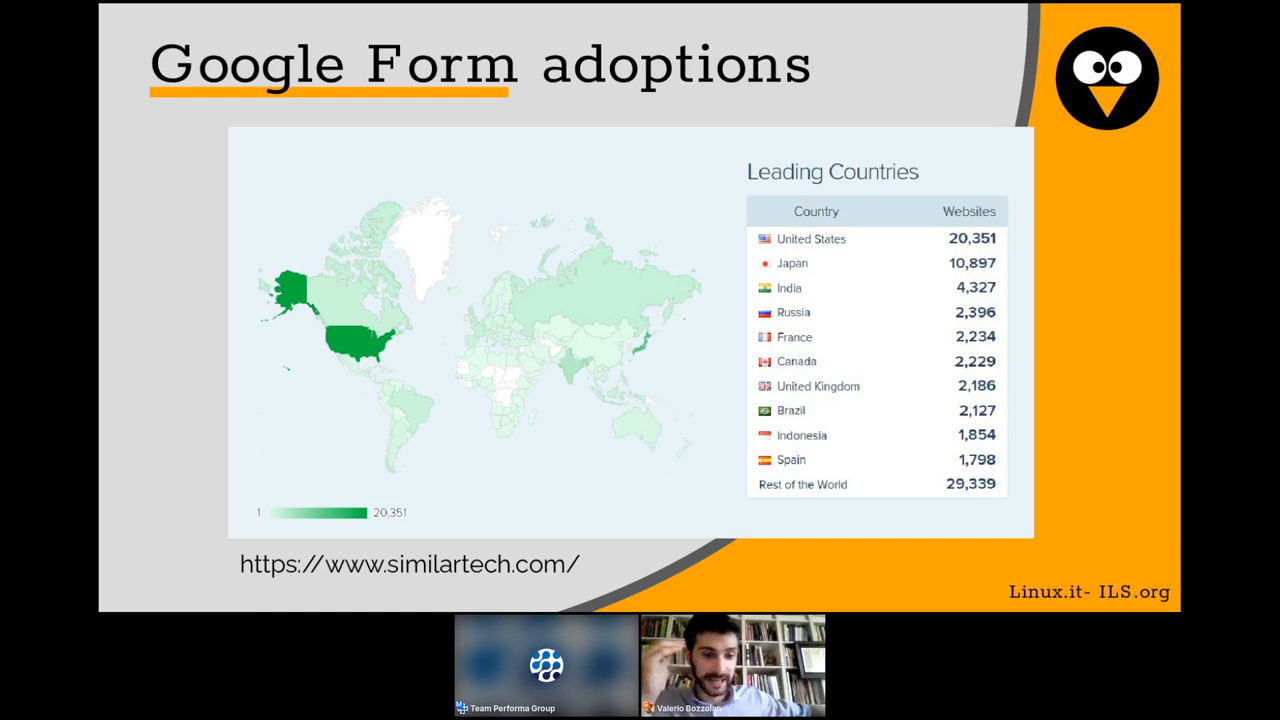 Google Form adoptions
Leading Countries
Country Websites
United States 20,351
Japan 10,897
India 4,327
Russia 2,396
France 2,234
Canada 2,229
United Kingdom 2,186
Brazil 2,127
Indonesia 1,854
Spain 1,798
Rest of the World 29,339
1 20,351
https://www.similartech.com/
Linux.it- ILS.org
Team Performa Group
Valerio Bozzolan